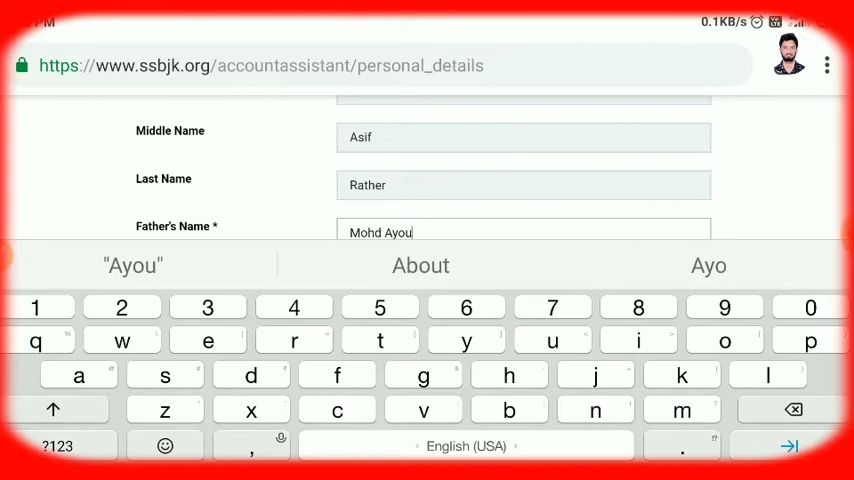 PM 0.1KB/s
https://www.ssbjk.org/accountassistant/personal_details
Middle Name Asif
Last Name Rather
Father's Name * Mohd Ayou
"Ayou" About Ayo
1 2 3 4 5 6 7 8 9 0
q w e r t y u i o p
a s d f g h j k l
z x c v b n m
?123 , English (USA) .